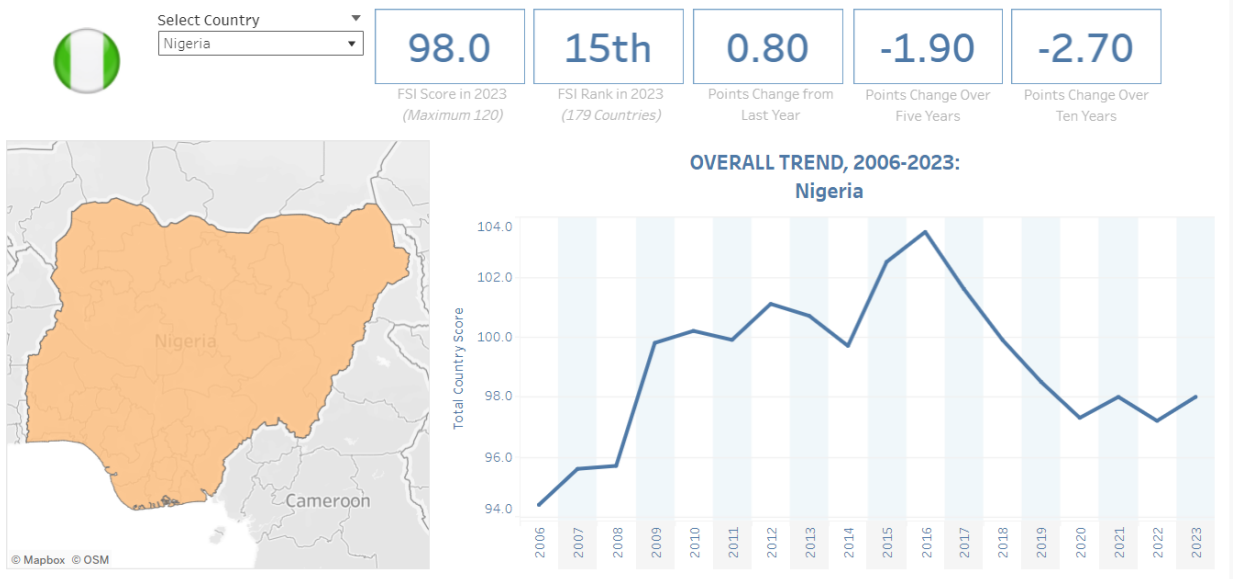 Select Country
Nigeria
98.0
FSI Score in 2023
(Maximum 120)
15th
FSI Rank in 2023
(179 Countries)
0.80
Points Change from
Last Year
-1.90
Points Change Over
Five Years
-2.70
Points Change Over
Ten Years
Nigeria
Cameroon
© Mapbox © OSM
OVERALL TREND, 2006-2023:
Nigeria
Total Country Score
104.0
102.0
100.0
98.0
96.0
94.0
2006
2007
2008
2009
2010
2011
2012
2013
2014
2015
2016
2017
2018
2019
2020
2021
2022
2023